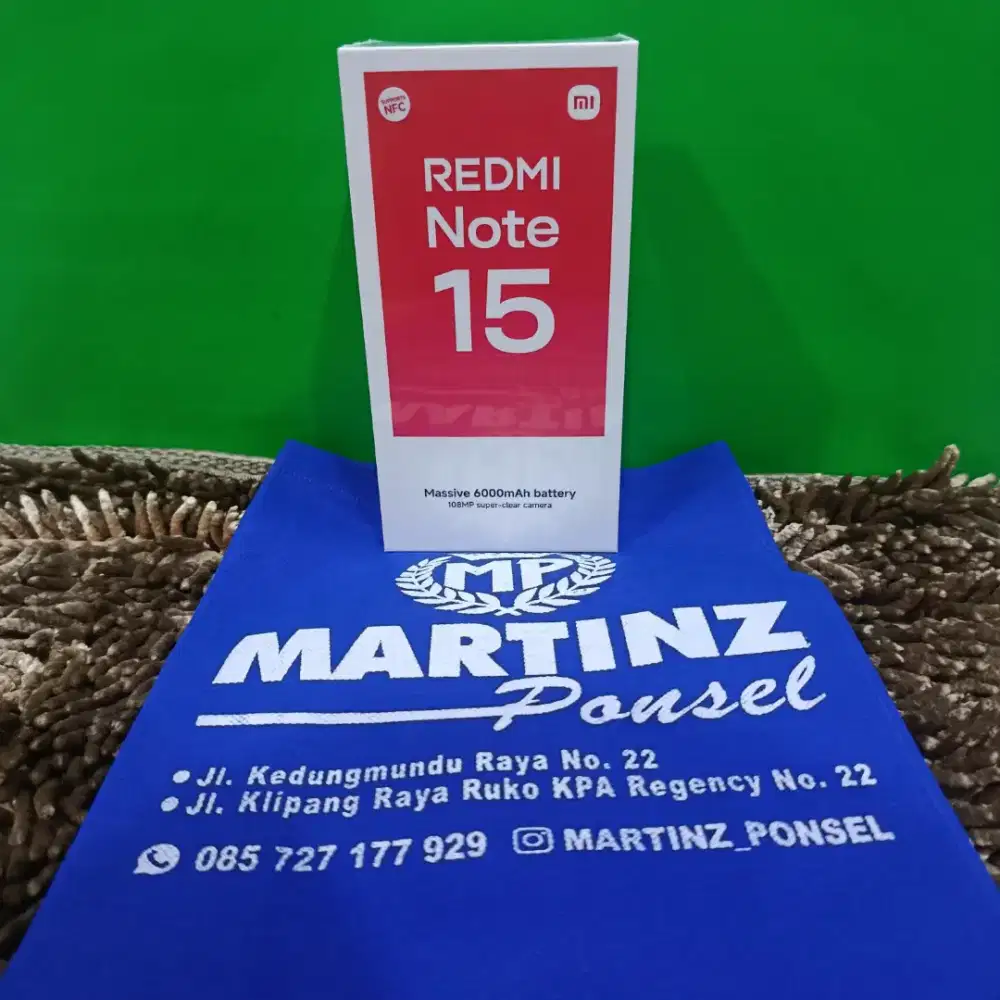 SUPPORTS
NFC
mi
REDMI
Note
15
Massive 6000mAh battery
108MP super-clear camera
MP
MARTINZ
Ponsel
• Jl. Kedungmundu Raya No. 22
• Jl. Klipang Raya Ruko KPA Regency No. 22
085 727 177 929 MARTINZ_PONSEL